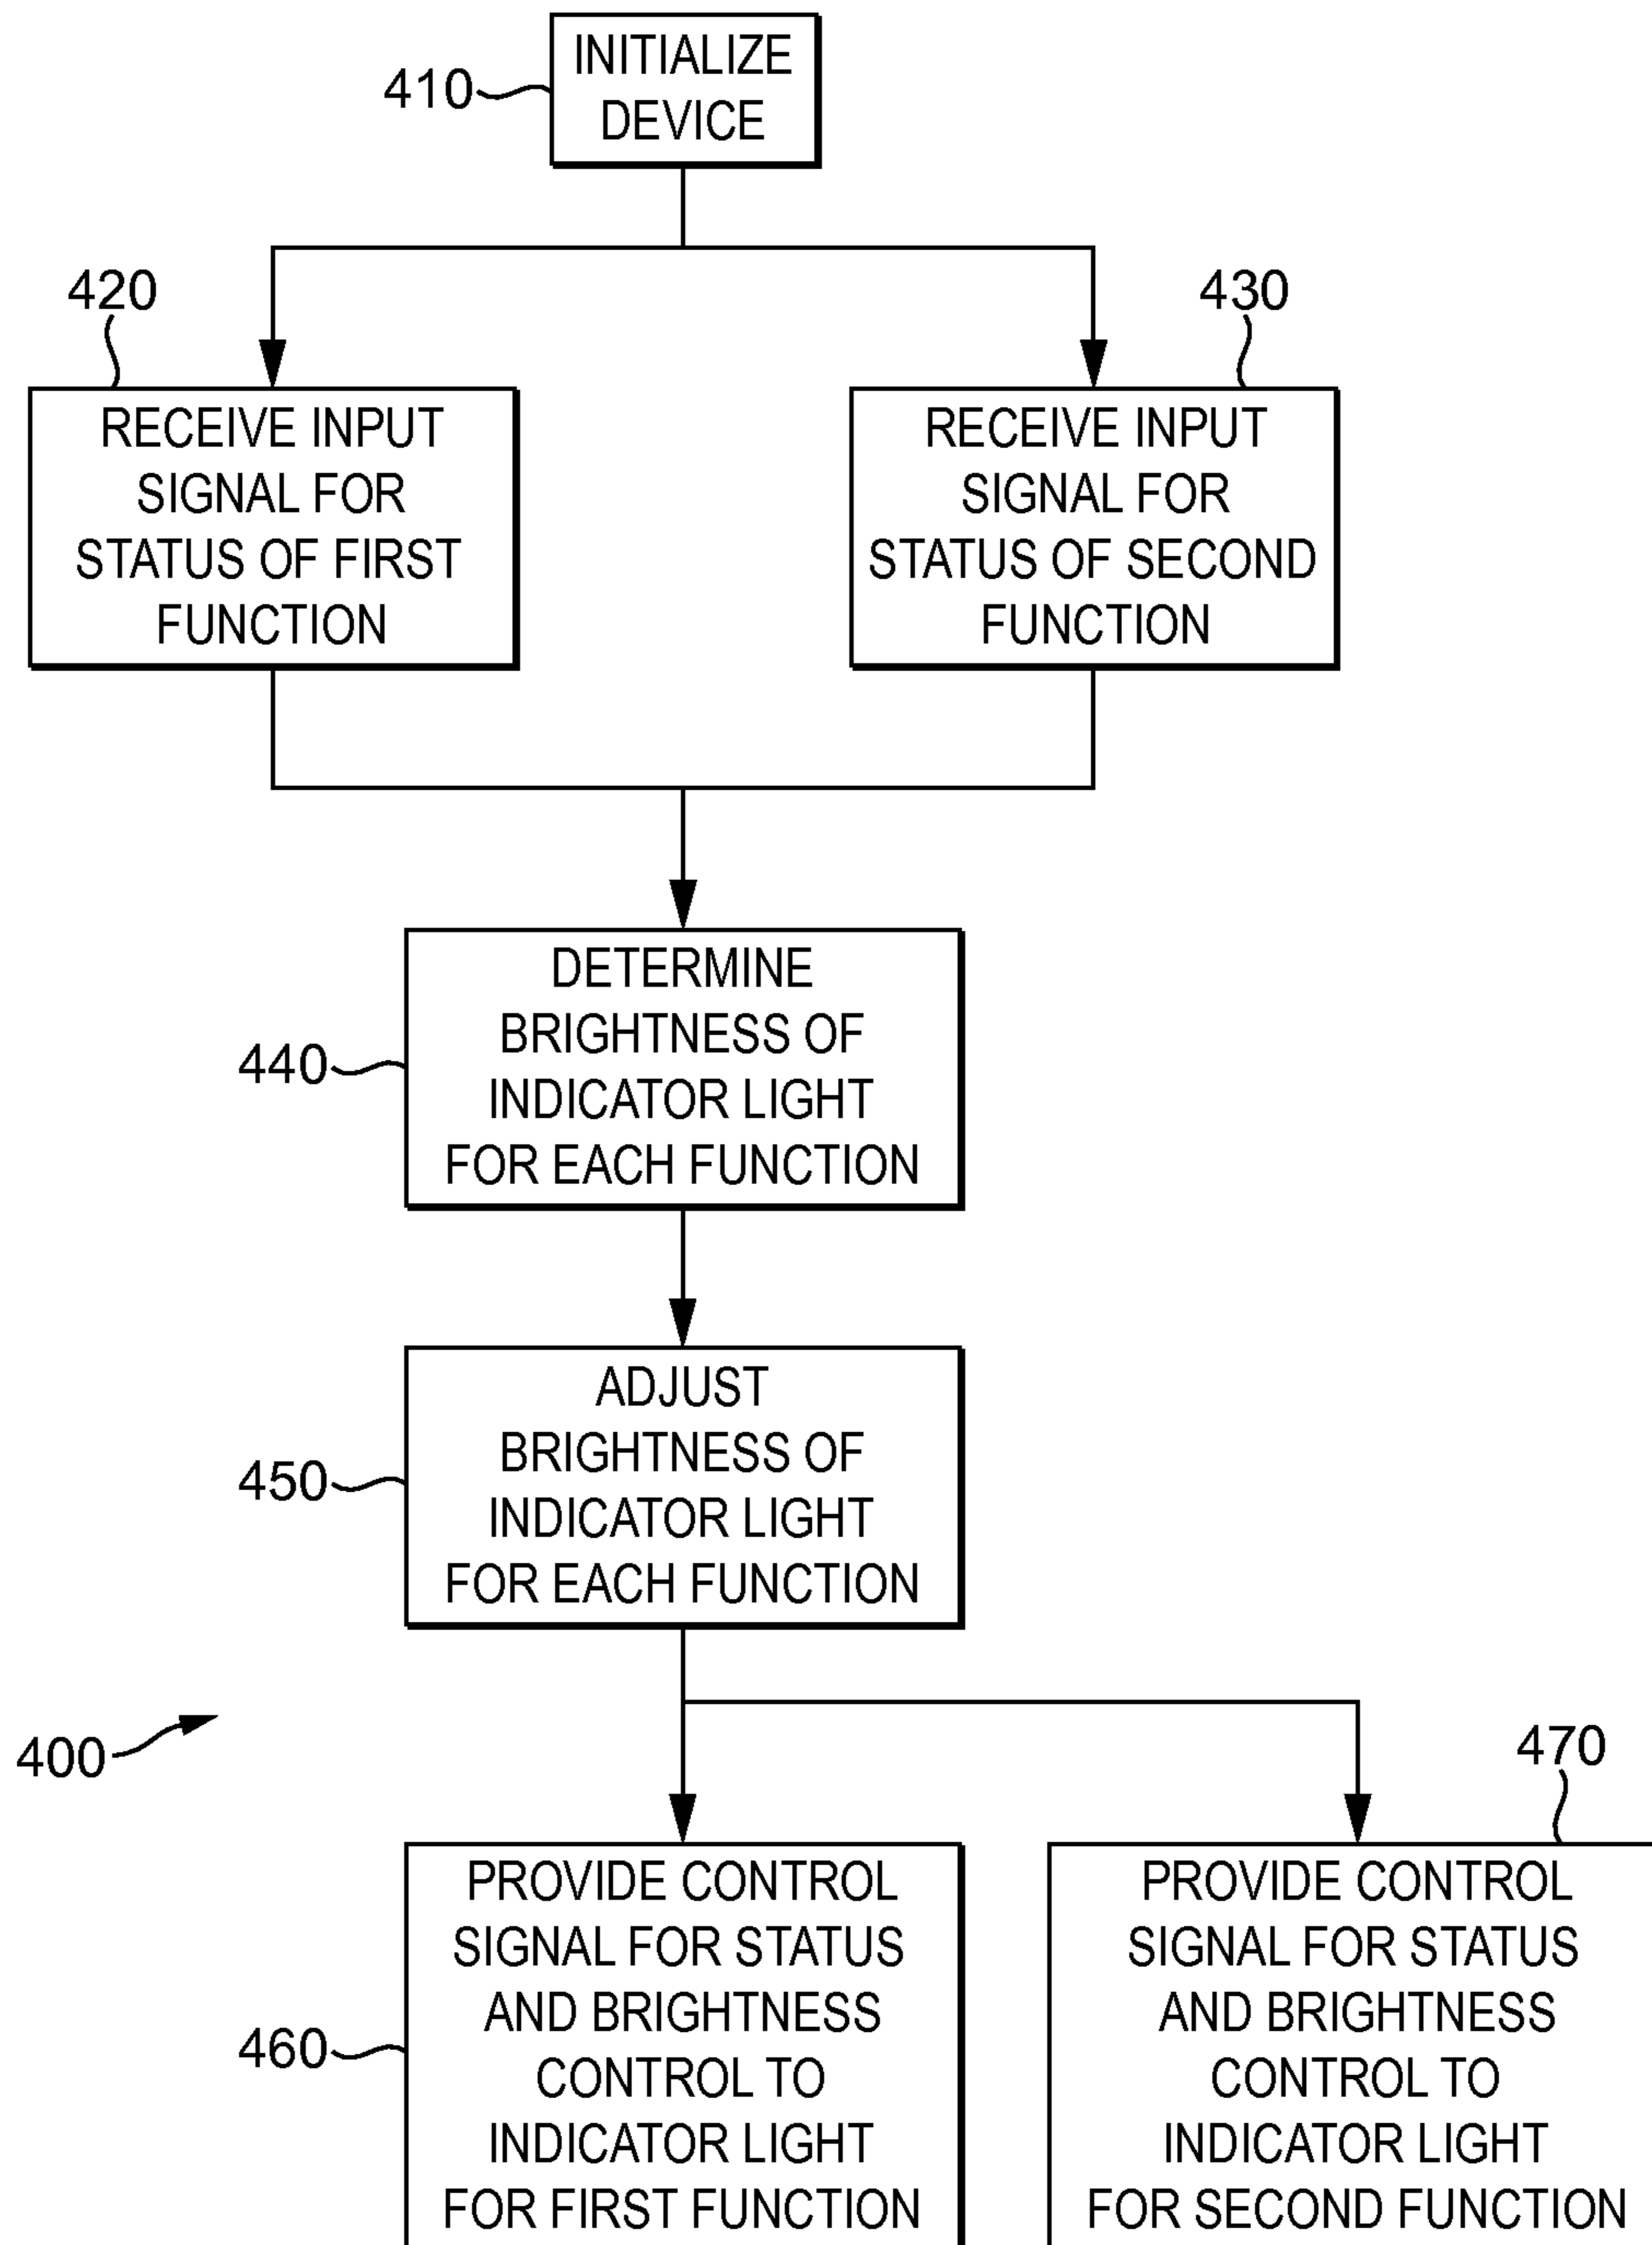 410
INITIALIZE
DEVICE
420
430
RECEIVE INPUT
SIGNAL FOR
STATUS OF FIRST
FUNCTION
RECEIVE INPUT
SIGNAL FOR
STATUS OF SECOND
FUNCTION
440
DETERMINE
BRIGHTNESS OF
INDICATOR LIGHT
FOR EACH FUNCTION
450
ADJUST
BRIGHTNESS OF
INDICATOR LIGHT
FOR EACH FUNCTION
400
470
460
PROVIDE CONTROL
SIGNAL FOR STATUS
AND BRIGHTNESS
CONTROL TO
INDICATOR LIGHT
FOR FIRST FUNCTION
PROVIDE CONTROL
SIGNAL FOR STATUS
AND BRIGHTNESS
CONTROL TO
INDICATOR LIGHT
FOR SECOND FUNCTION